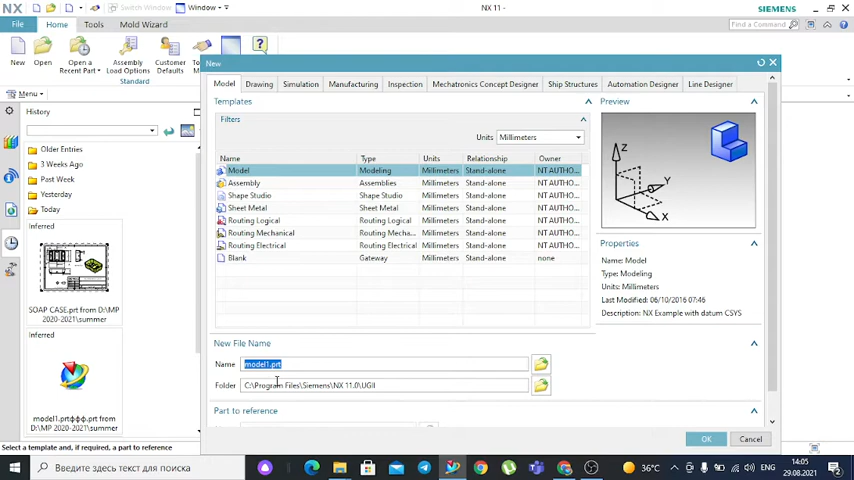 NX Switch Window Window NX 11 - SIEMENS
File Home Tools Mold Wizard Find a Command
New Open Open a Recent Part Assembly Load Options Customer Defaults
Standard
Menu
History
Older Entries
3 Weeks Ago
Past Week
Yesterday
Today
Inferred
SOAP CASE.prt from D:\MP 2020-2021\summer
Inferred
model1.prtффф.prt from D:\MP 2020-2021\summer
Select a template and, if required, a part to reference
New
Model Drawing Simulation Manufacturing Inspection Mechatronics Concept Designer Ship Structures Automation Designer Line Designer
Templates
Filters
Units Millimeters
Name Type Units Relationship Owner
Model Modeling Millimeters Stand-alone NT AUTHO...
Assembly Assemblies Millimeters Stand-alone NT AUTHO...
Shape Studio Shape Studio Millimeters Stand-alone NT AUTHO...
Sheet Metal Sheet Metal Millimeters Stand-alone NT AUTHO...
Routing Logical Routing Logical Millimeters Stand-alone NT AUTHO...
Routing Mechanical Routing Mecha... Millimeters Stand-alone NT AUTHO...
Routing Electrical Routing Electrical Millimeters Stand-alone NT AUTHO...
Blank Gateway Millimeters Stand-alone none
Preview
Z
Y
X
Properties
Name: Model
Type: Modeling
Units: Millimeters
Last Modified: 06/10/2016 07:46
Description: NX Example with datum CSYS
New File Name
Name model1.prt
Folder C:\Program Files\Siemens\NX 11.0\UGII
Part to reference
OK Cancel
Введите здесь текст для поиска
36°C
ENG
14:05
29.08.2021
2